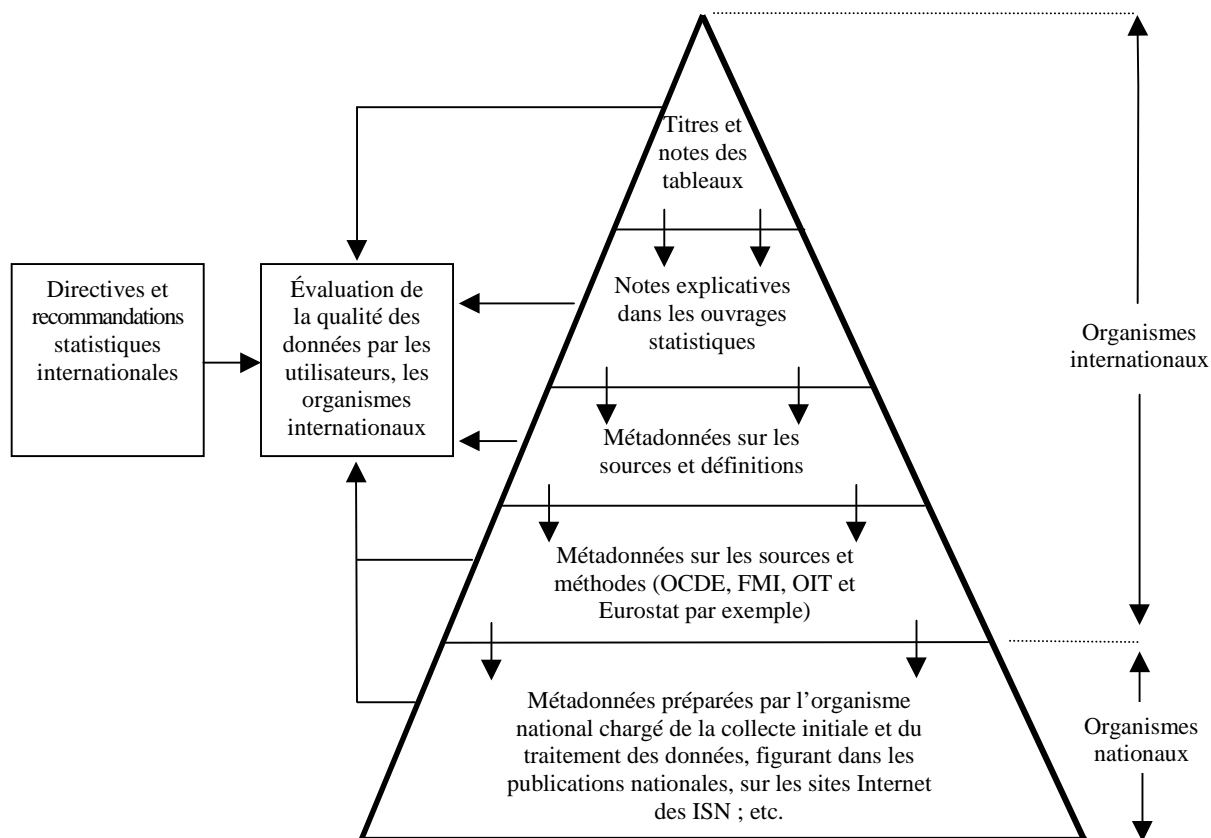 Titres et
notes des
tableaux
Directives et
recommandations
statistiques
internationales
Évaluation de
la qualité des
données par les
utilisateurs, les
organismes
internationaux
Notes explicatives
dans les ouvrages
statistiques
Organismes
internationaux
Métadonnées sur les
sources et définitions
Métadonnées sur les sources et
méthodes (OCDE, FMI, OIT et
Eurostat par exemple)
Métadonnées préparées par l’organisme
national chargé de la collecte initiale et du
traitement des données, figurant dans les
publications nationales, sur les sites Internet
des ISN ; etc.
Organismes
nationaux